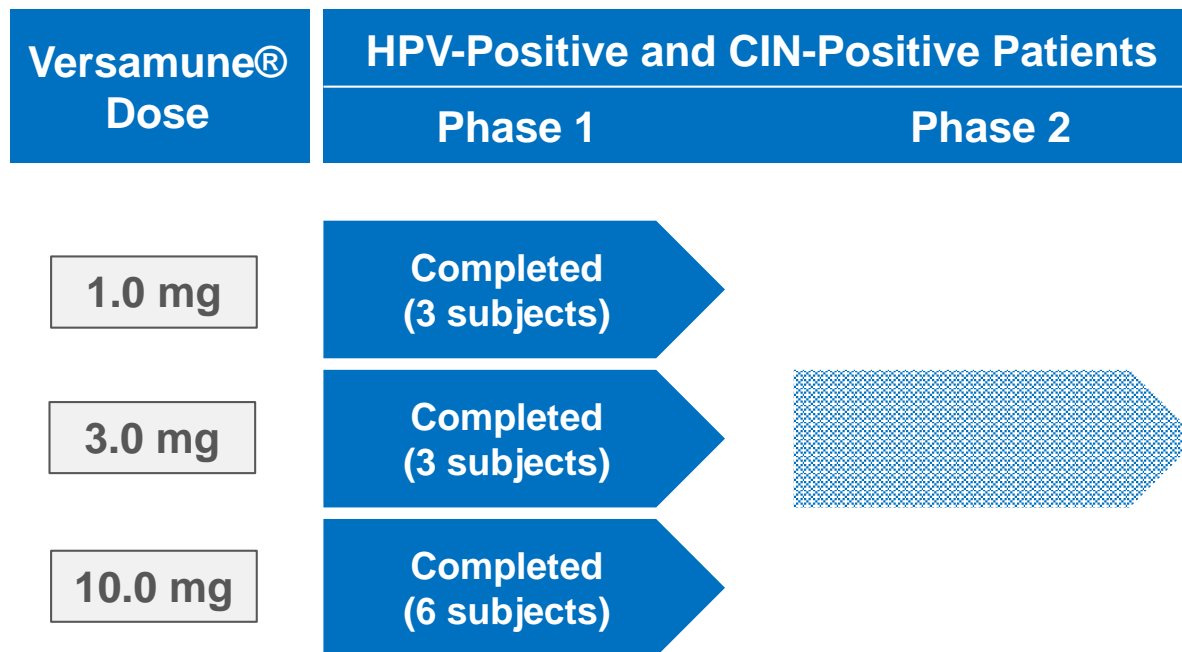 Versamune®
Dose
HPV-Positive and CIN-Positive Patients
Phase 1
Phase 2
1.0 mg
Completed
(3 subjects)
3.0 mg
Completed
(3 subjects)
10.0 mg
Completed
(6 subjects)